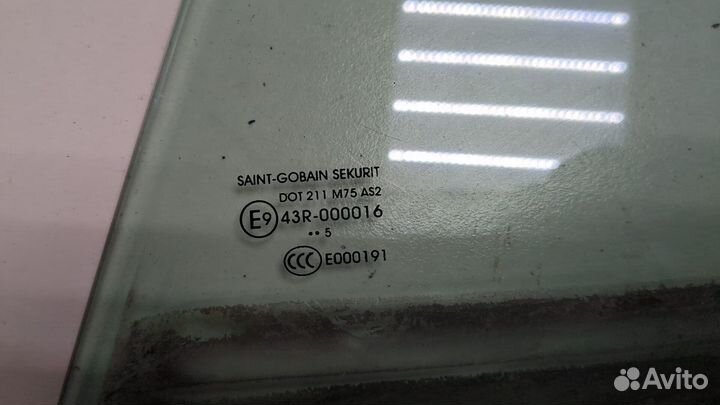 SAINT-GOBAIN SEKURIT
DOT 211 M75 AS2
E9 43R-000016
•• 5
CCC E000191
Avito